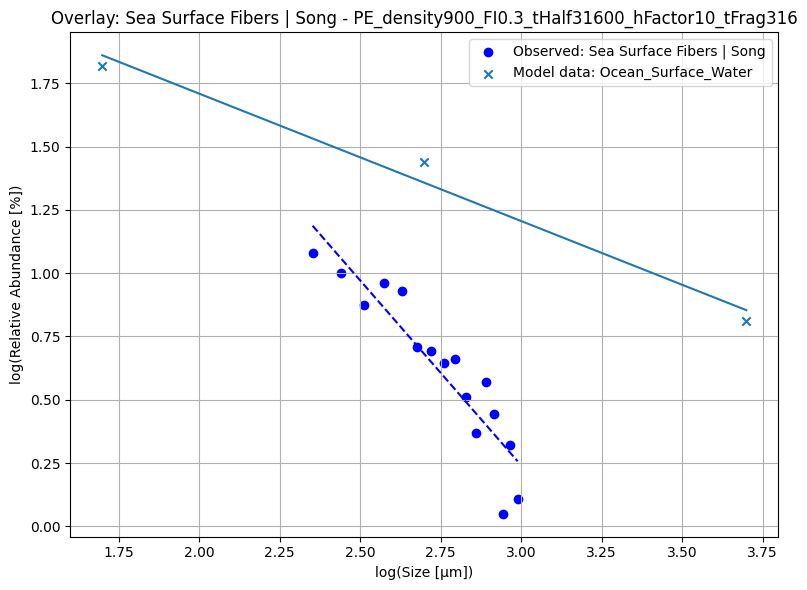 Overlay: Sea Surface Fibers | Song - PE_density900_FI0.3_tHalf31600_hFactor10_tFrag316
Observed: Sea Surface Fibers | Song
Model data: Ocean_Surface_Water
log(Relative Abundance [%])
1.75
1.50
1.25
1.00
0.75
0.50
0.25
0.00
1.75 2.00 2.25 2.50 2.75 3.00 3.25 3.50 3.75
log(Size [μm])